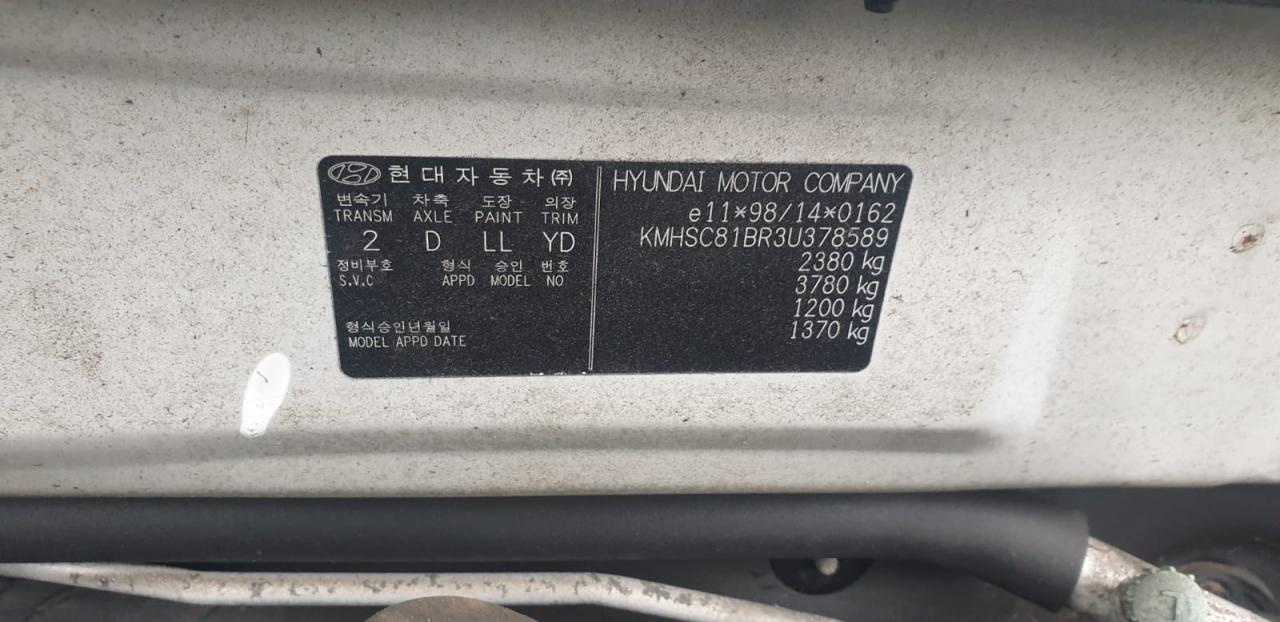 현대자동차(주)
변속기 차축 도장 의장
TRANSM AXLE PAINT TRIM
2 D LL YD
정비부호 형식 승인 번호
S.V.C APPD MODEL NO
형식승인년월일
MODEL APPD DATE
HYUNDAI MOTOR COMPANY
e11*98/14*0162
KMHSC81BR3U378589
2380 kg
3780 kg
1200 kg
1370 kg
L